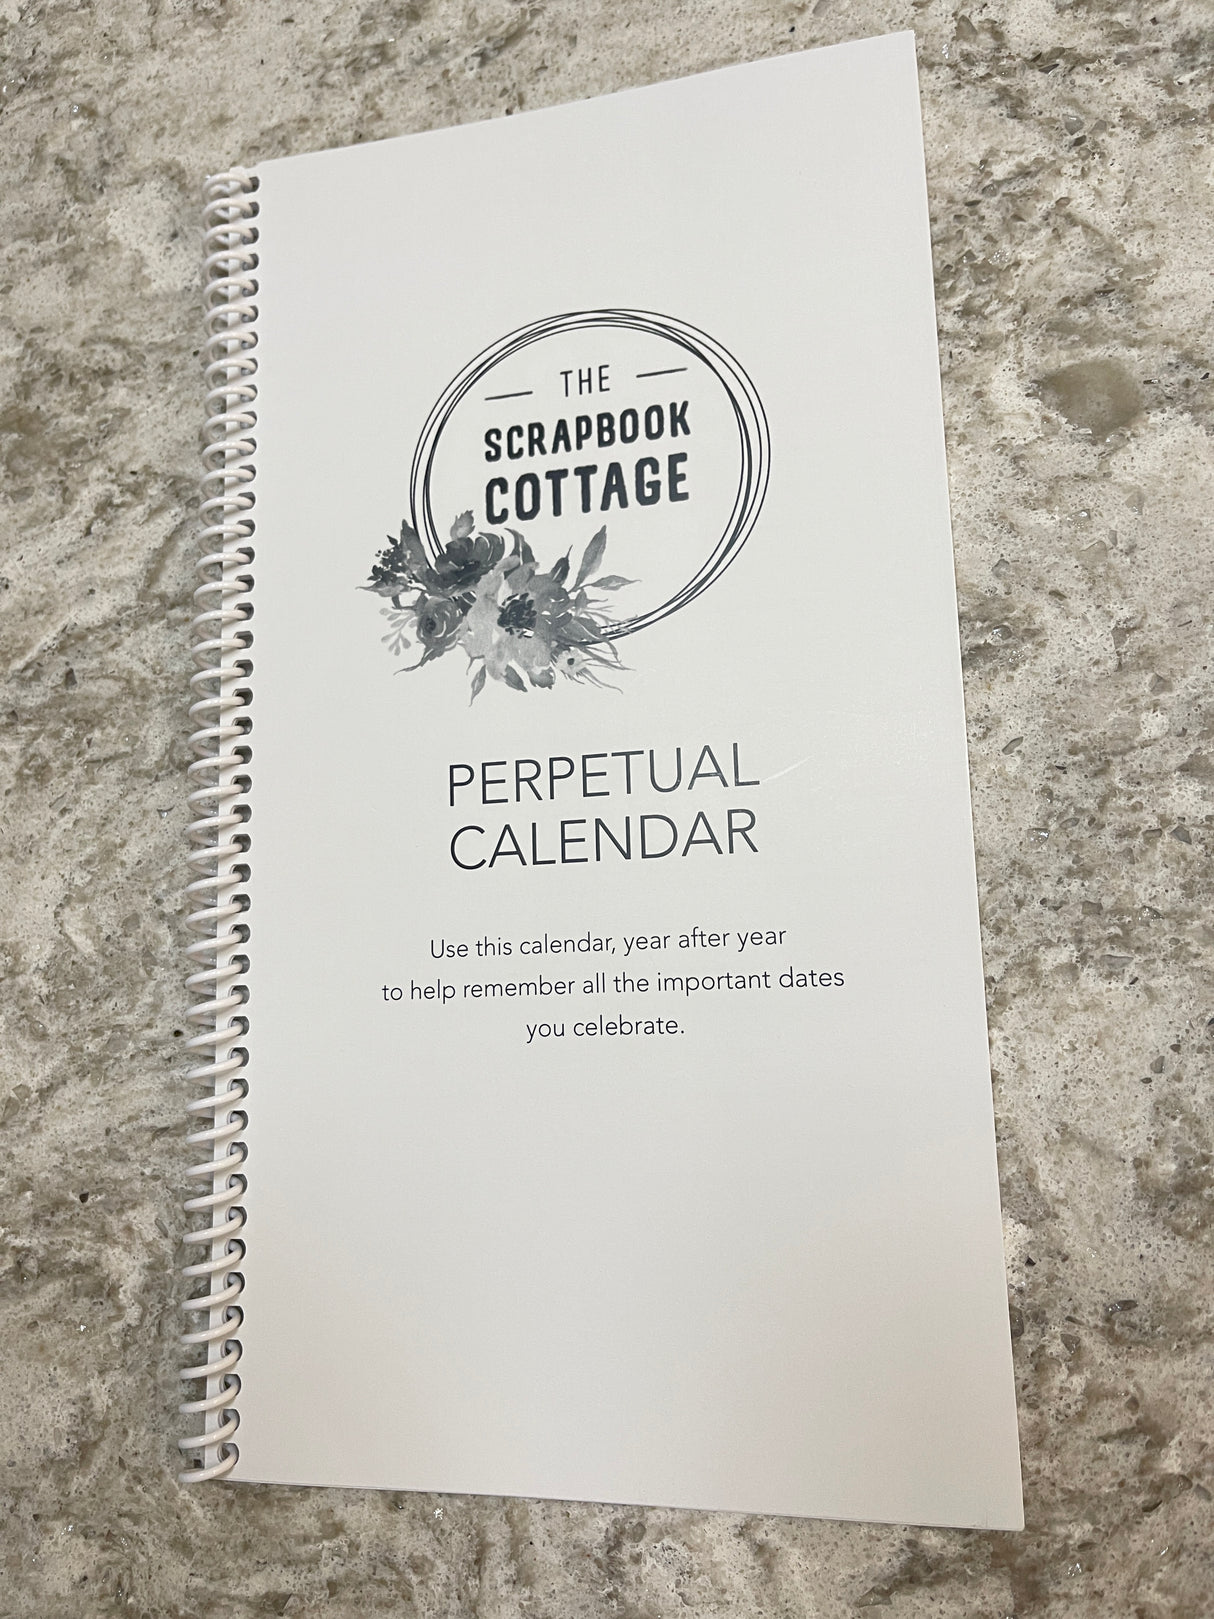 THE
SCRAPBOOK
COTTAGE
PERPETUAL
CALENDAR
Use this calendar, year after year
to help remember all the important dates
you celebrate.